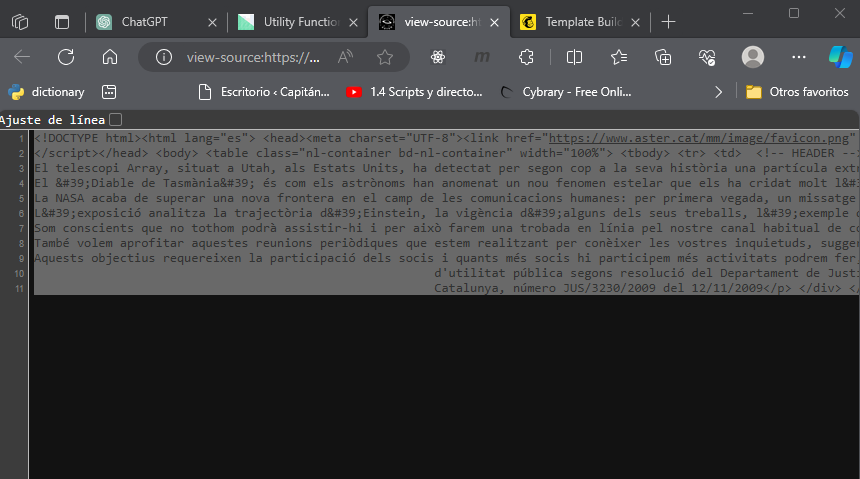 ChatGPT
Utility Function
view-source:ht
Template Build
view-source:https://...
dictionary
Escritorio ‹ Capitán...
1.4 Scripts y directo...
Cybrary - Free Onli...
Otros favoritos
Ajuste de línea
1 <!DOCTYPE html><html lang="es"> <head><meta charset="UTF-8"><link href="https://www.aster.cat/mm/image/favicon.png"
2 </script></head> <body> <table class="nl-container bd-nl-container" width="100%"> <tbody> <tr> <td> <!-- HEADER --
3 El telescopi Array, situat a Utah, als Estats Units, ha detectat per segon cop a la seva història una partícula extr
4 El &#39;Diable de Tasmània&#39; és com els astrònoms han anomenat un nou fenomen estelar que els ha cridat molt l&#
5 La NASA acaba de superar una nova frontera en el camp de les comunicacions humanes: per primera vegada, un missatge
6 L&#39;exposició analitza la trajectòria d&#39;Einstein, la vigència d&#39;alguns dels seus treballs, l&#39;exemple d
7 Som conscients que no tothom podrà assistir-hi i per això farem una trobada en línia pel nostre canal habitual de co
8 També volem aprofitar aquestes reunions periòdiques que estem realitzant per conèixer les vostres inquietuds, sugge
9 Aquests objectius requereixen la participació dels socis i quants més socis hi participem més activitats podrem fer
10 d'utilitat pública segons resolució del Departament de Justi
11 Catalunya, número JUS/3230/2009 del 12/11/2009</p> </div> </